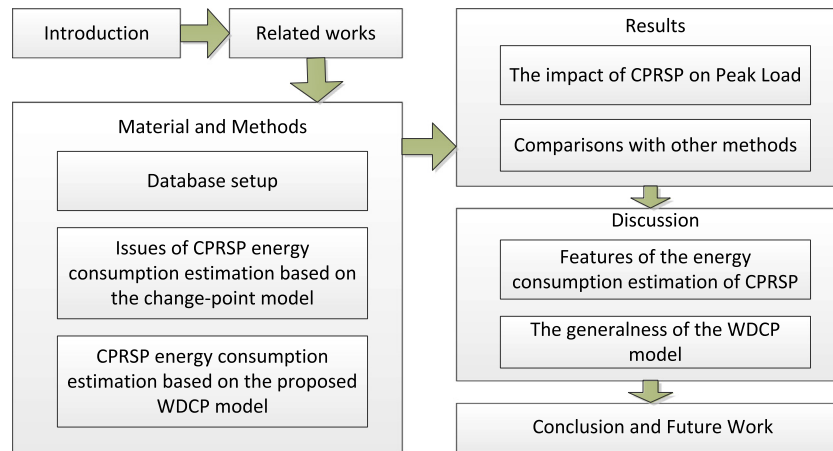 Introduction
Related works
Material and Methods
Database setup
Issues of CPRSP energy
consumption estimation based on
the change-point model
CPRSP energy consumption
estimation based on the proposed
WDCP model
Results
The impact of CPRSP on Peak Load
Comparisons with other methods
Discussion
Features of the energy
consumption estimation of CPRSP
The generalness of the WDCP
model
Conclusion and Future Work